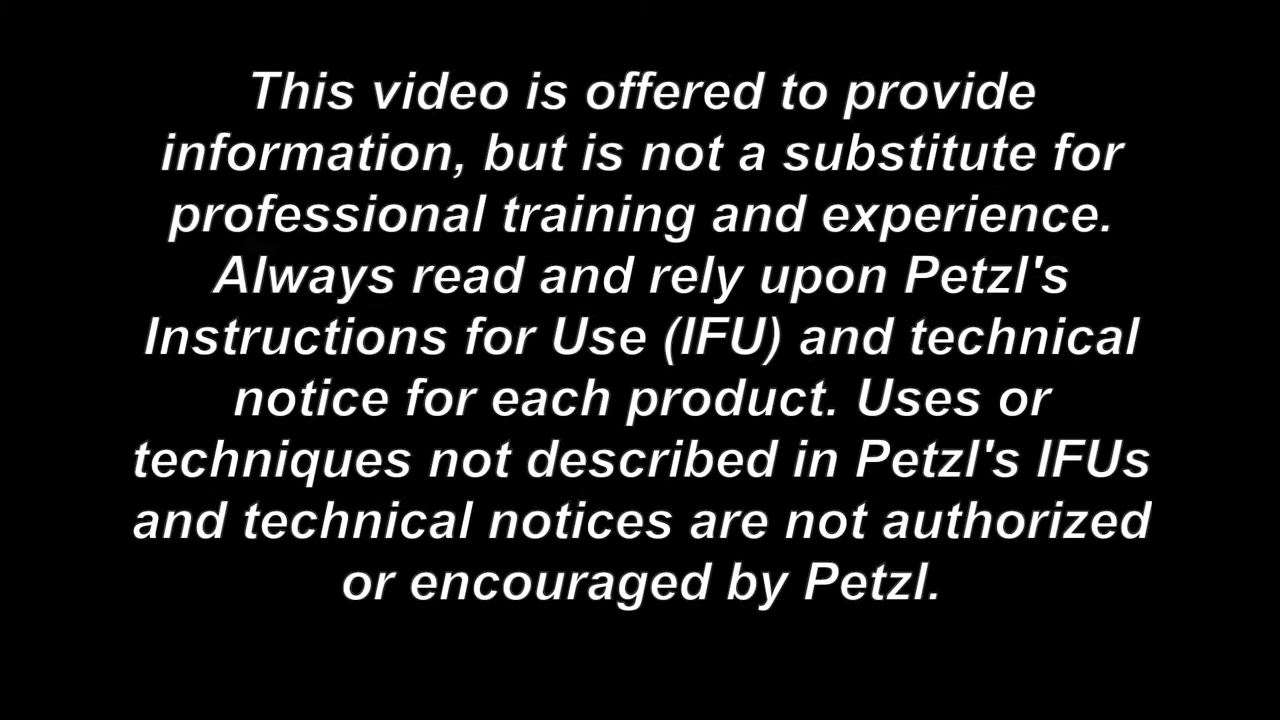 This video is offered to provide
information, but is not a substitute for
professional training and experience.
Always read and rely upon Petzl's
Instructions for Use (IFU) and technical
notice for each product. Uses or
techniques not described in Petzl's IFUs
and technical notices are not authorized
or encouraged by Petzl.